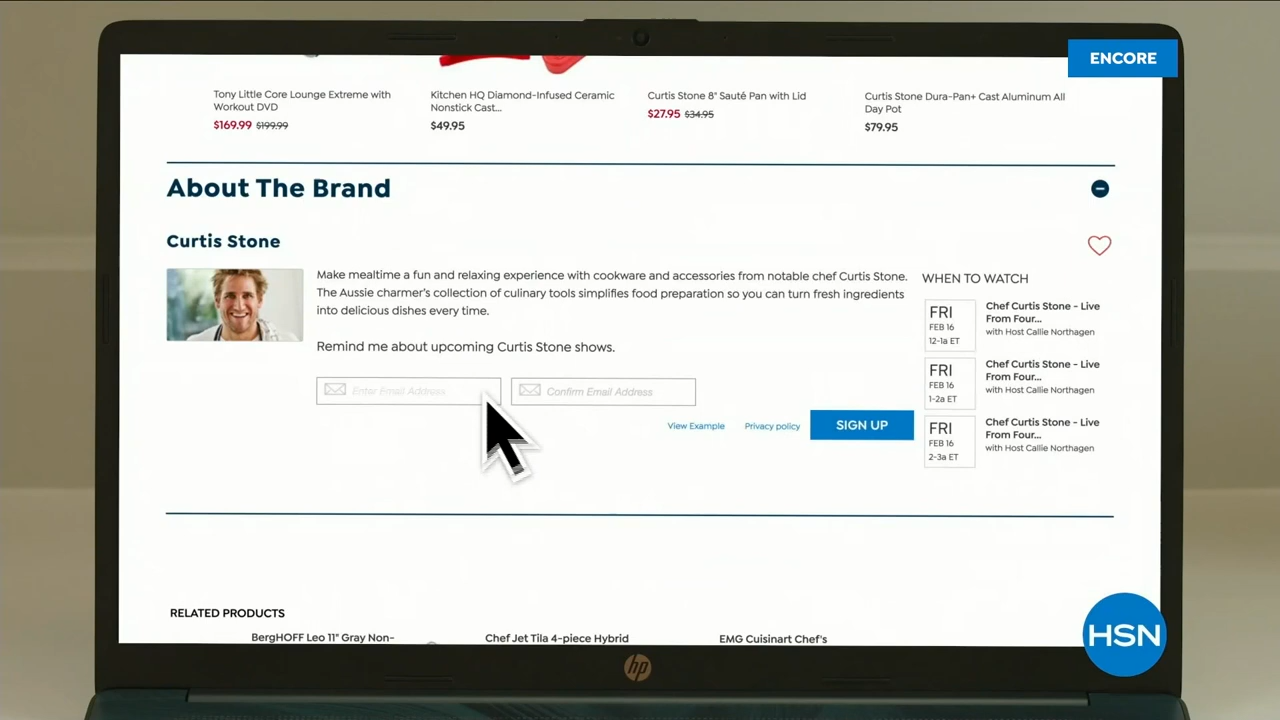 ENCORE
Tony Little Core Lounge Extreme with
Workout DVD
$169.99 $199.99
Kitchen HQ Diamond-Infused Ceramic
Nonstick Cast...
$49.95
Curtis Stone 8" Sauté Pan with Lid
$27.95 $34.95
Curtis Stone Dura-Pan+ Cast Aluminum All
Day Pot
$79.95
About The Brand
Curtis Stone
Make mealtime a fun and relaxing experience with cookware and accessories from notable chef Curtis Stone.
The Aussie charmer's collection of culinary tools simplifies food preparation so you can turn fresh ingredients
into delicious dishes every time.
Remind me about upcoming Curtis Stone shows.
Enter Email Address
Confirm Email Address
View Example
Privacy policy
SIGN UP
WHEN TO WATCH
FRI
FEB 16
12-1a ET
Chef Curtis Stone - Live
From Four...
with Host Callie Northagen
FRI
FEB 16
1-2a ET
Chef Curtis Stone - Live
From Four...
with Host Callie Northagen
FRI
FEB 16
2-3a ET
Chef Curtis Stone - Live
From Four...
with Host Callie Northagen
RELATED PRODUCTS
BergHOFF Leo 11" Gray Non-
Chef Jet Tila 4-piece Hybrid
EMG Cuisinart Chef's
HSN
hp